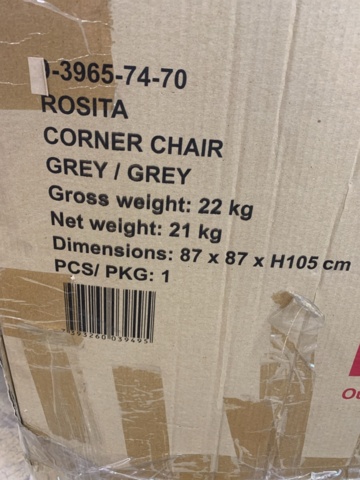 -3965-74-70
ROSITA
CORNER CHAIR
GREY / GREY
Gross weight: 22 kg
Net weight: 21 kg
Dimensions: 87 x 87 x H105 cm
PCS/ PKG: 1
7393260039495